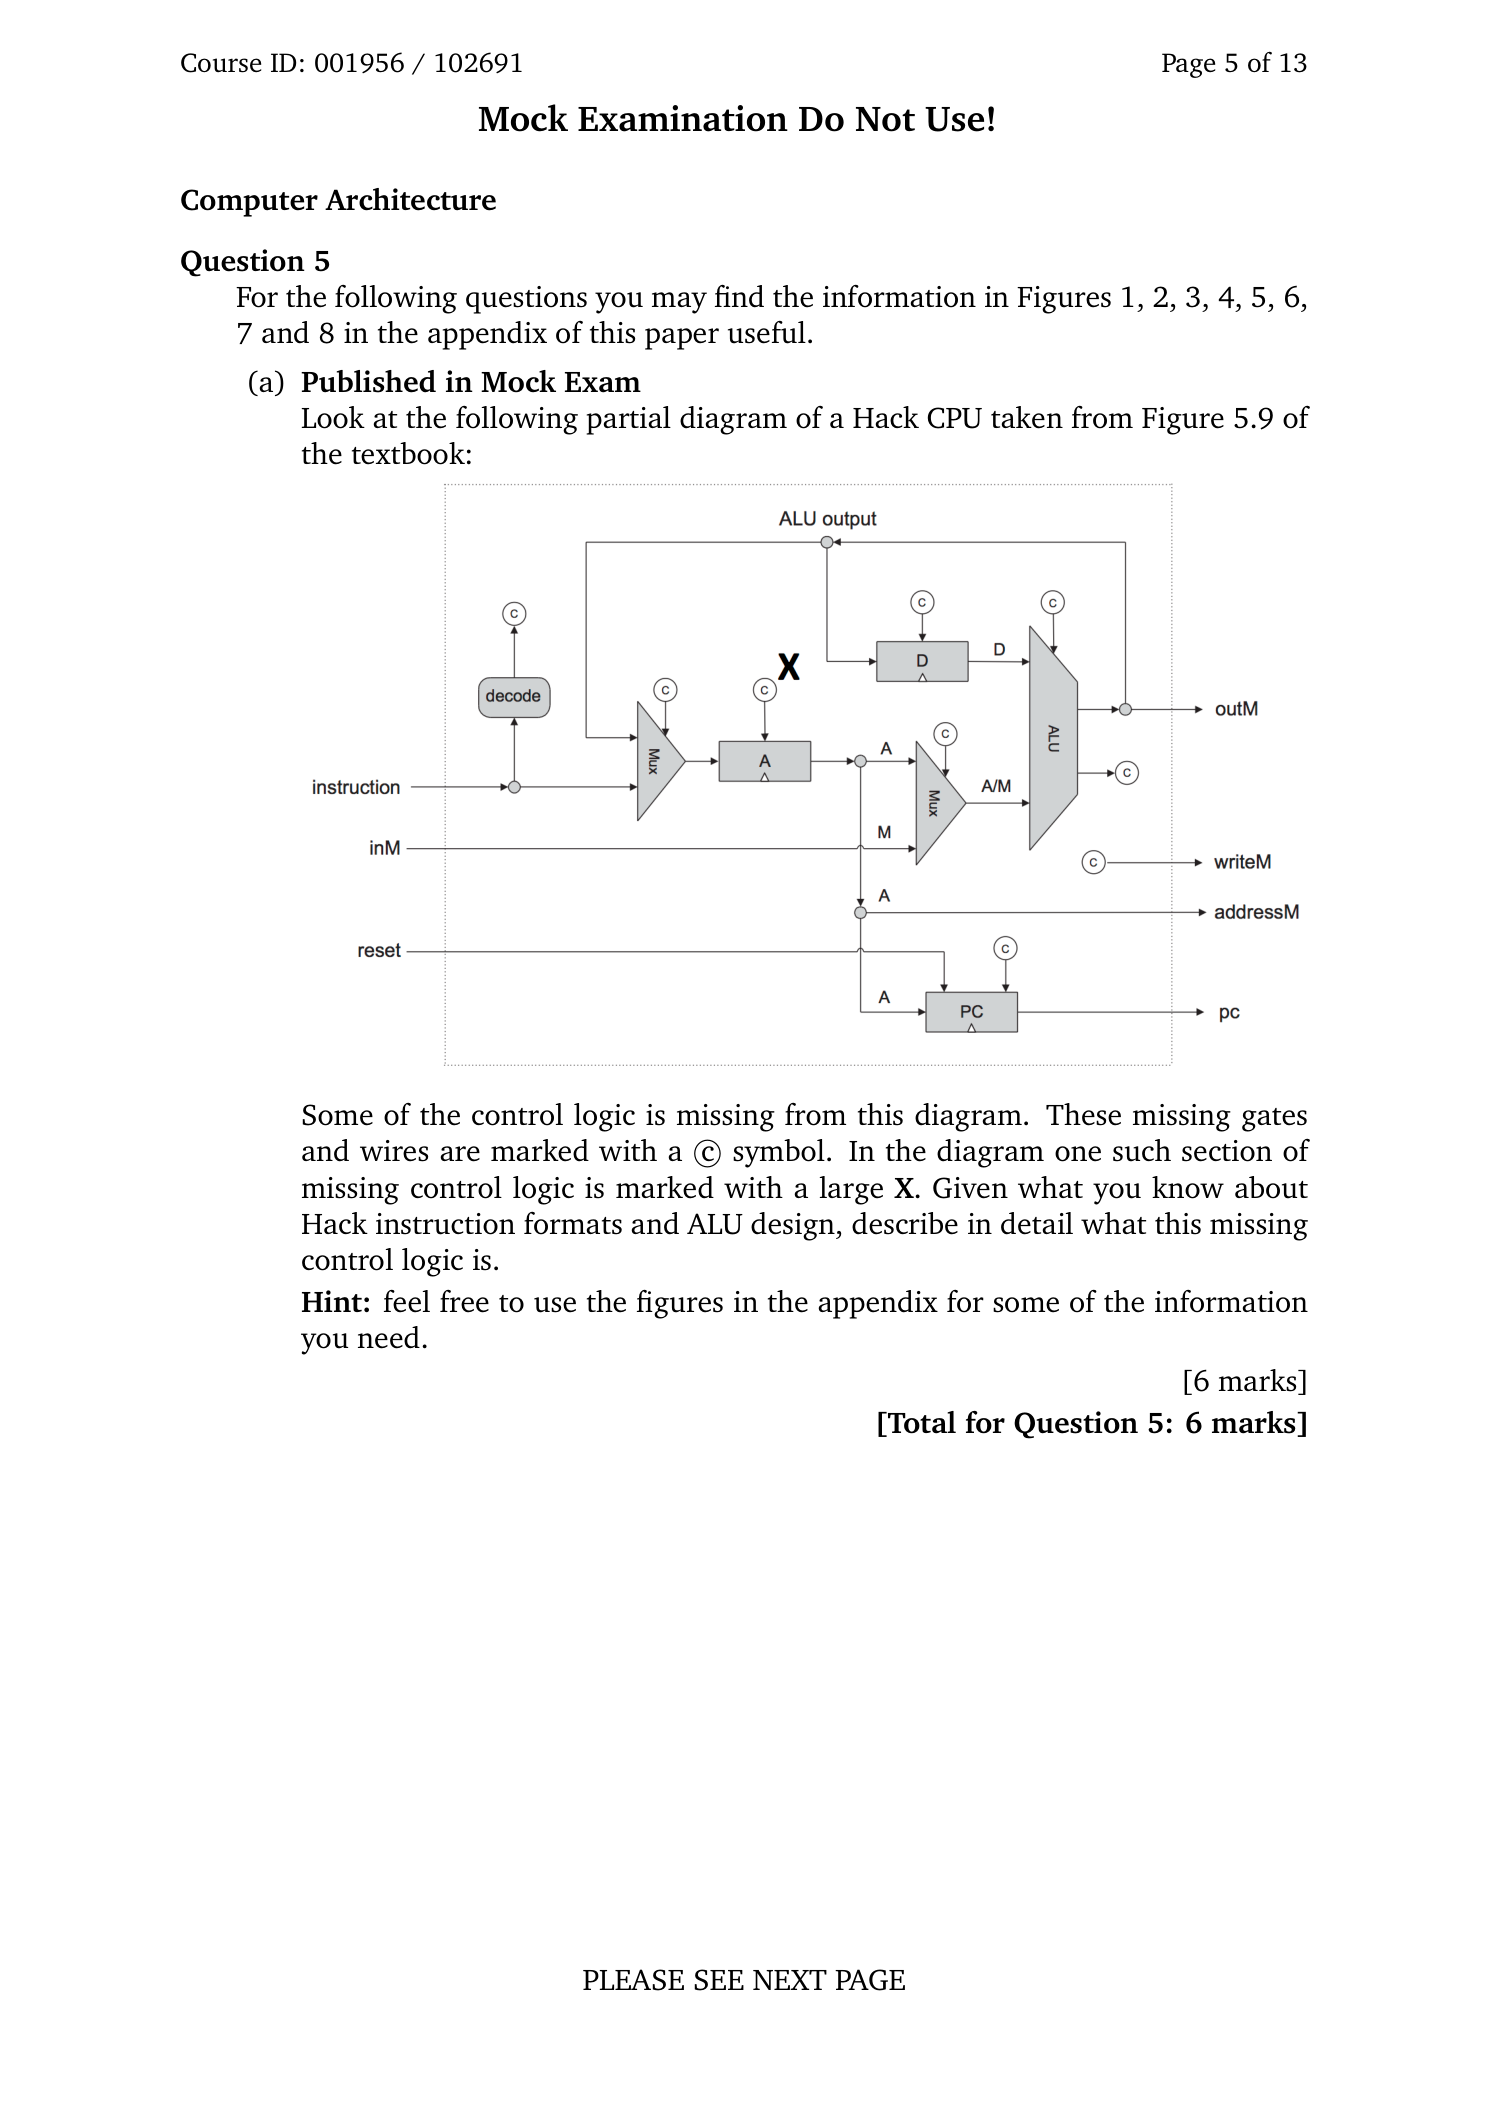 Course ID: 001956 / 102691 Page 5 of 13
Mock Examination Do Not Use!
Computer Architecture
Question 5
For the following questions you may find the information in Figures 1, 2, 3, 4, 5, 6,
7 and 8 in the appendix of this paper useful.
(a) Published in Mock Exam
Look at the following partial diagram of a Hack CPU taken from Figure 5.9 of
the textbook:
ALU output
C
C
C
D
D
X
decode
C
C
outM
C
ALU
Mux
A
A
C
instruction
Mux
A/M
M
inM
C
writeM
A
addressM
reset
C
A
PC
pc
Some of the control logic is missing from this diagram. These missing gates
and wires are marked with a ⓒ symbol. In the diagram one such section of
missing control logic is marked with a large X. Given what you know about
Hack instruction formats and ALU design, describe in detail what this missing
control logic is.
Hint: feel free to use the figures in the appendix for some of the information
you need.
[6 marks]
[Total for Question 5: 6 marks]
PLEASE SEE NEXT PAGE